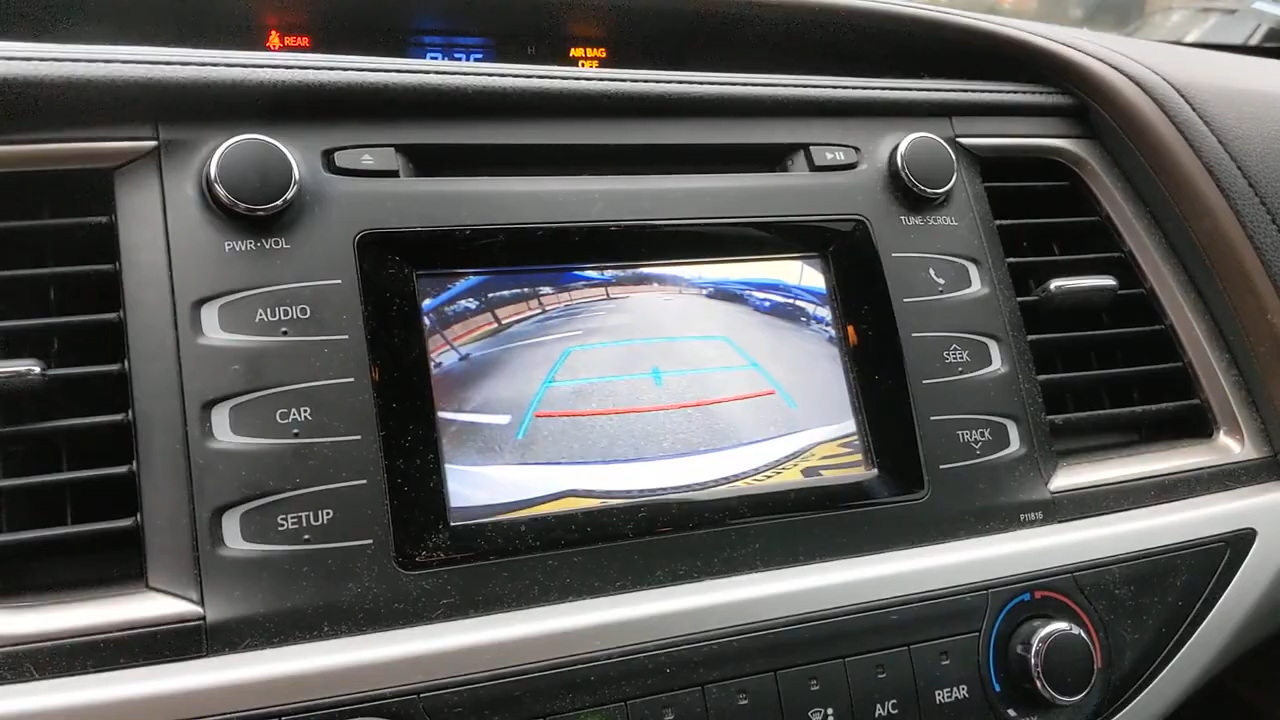 REAR
H
AIR BAG
OFF
PWR·VOL
TUNE·SCROLL
AUDIO
SEEK
CAR
TRACK
SETUP
P11816
A/C
REAR